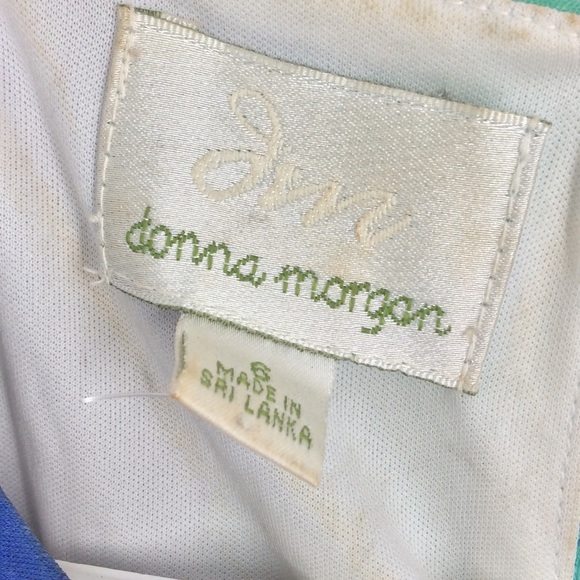 dm
donna morgan
6
MADE IN
SRI LANKA